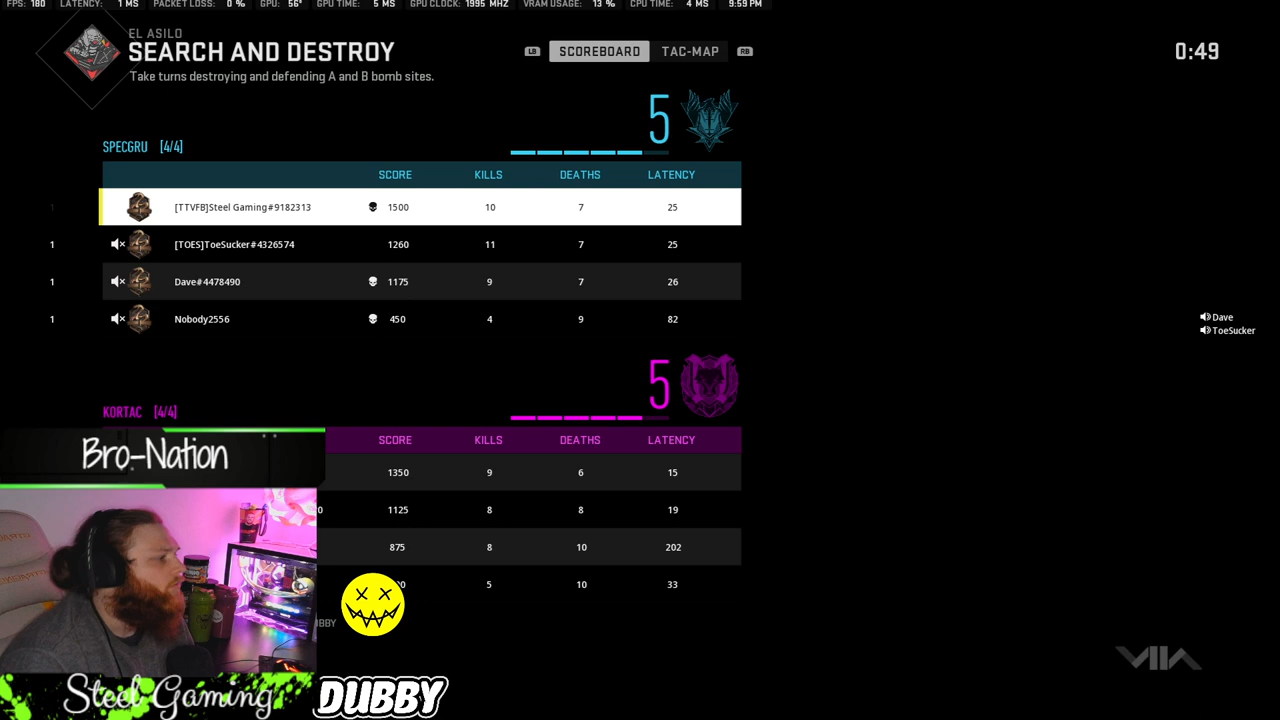 FPS: 180 LATENCY: 1 MS PACKET LOSS: 0 % GPU: 56° GPU TIME: 5 MS GPU CLOCK: 1995 MHZ VRAM USAGE: 13 % CPU TIME: 4 MS 9:59 PM
EL ASILO
SEARCH AND DESTROY
Take turns destroying and defending A and B bomb sites.
LB SCOREBOARD TAC-MAP RB
0:49
5
SPECGRU [4/4]
SCORE KILLS DEATHS LATENCY
1 [TTVFB]Steel Gaming#9182313 1500 10 7 25
1 [TOES]ToeSucker#4326574 1260 11 7 25
1 Dave#4478490 1175 9 7 26
1 Nobody2556 450 4 9 82
Dave
ToeSucker
5
KORTAC [4/4]
SCORE KILLS DEATHS LATENCY
1350 9 6 15
0 1125 8 8 19
875 8 10 202
5 10 33
Bro-Nation
Steel Gaming
DUBBY